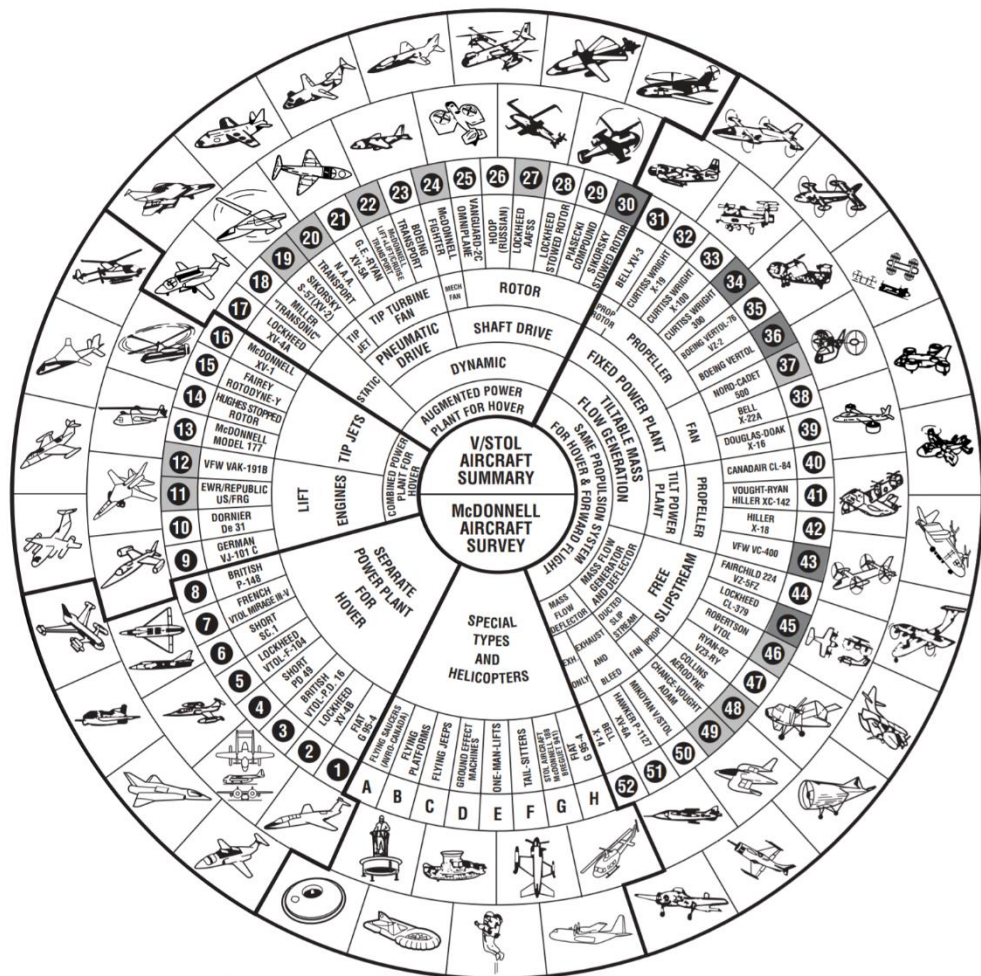 V/STOL
AIRCRAFT
SUMMARY
McDONNELL
AIRCRAFT
SURVEY
SEPARATE
POWER PLANT
FOR
HOVER
COMBINED POWER
PLANT FOR
HOVER
LIFT
ENGINES
TIP JETS
AUGMENTED POWER
PLANT FOR HOVER
STATIC
DYNAMIC
PNEUMATIC
DRIVE
SHAFT DRIVE
TIP
JET
TIP TURBINE
FAN
MECH
FAN
ROTOR
SAME PROPULSION SYSTEM
FOR HOVER & FORWARD FLIGHT
TILTABLE MASS
FLOW GENERATION
FIXED POWER PLANT
PROP
ROTOR
PROPELLER
FAN
TILT POWER
PLANT
PROPELLER
MASS FLOW
GENERATOR
AND DEFLECTOR
FREE
SLIPSTREAM
MASS
FLOW
DEFLECTOR
DUCTED
SLIP
STREAM
PROP
FAN
EXHAUST
AND
BLEED
EXH
ONLY
SPECIAL
TYPES
AND
HELICOPTERS
1
FIAT
G 95-4
2
LOCKHEED
XV-4B
3
BRITISH
VTOL-P.D. 16
4
SHORT
PD 49
5
LOCKHEED
VTOL-F-104
6
SHORT
SC.1
7
FRENCH
VTOL MIRAGE III-V
8
BRITISH
P-148
9
GERMAN
VJ-101 C
10
DORNIER
De 31
11
EWR/REPUBLIC
US/FRG
12
VFW VAK-191B
13
McDONNELL
MODEL 177
14
HUGHES STOPPED
ROTOR
15
FAIREY
ROTODYNE-Y
16
McDONNELL
XV-1
17
LOCKHEED
XV-4A
18
MILLER
"TRANSONIC"
19
SIKORSKY
S-57(XV-2)
20
N.A.A.
TRANSPORT
21
G.E.-RYAN
XV-5A
22
McDONNELL
LIFT+LIFT/CRUISE
TRANSPORT
23
BOEING
TRANSPORT
24
McDONNELL
FIGHTER
25
VANGUARD-2C
OMNIPLANE
26
HOOP
(RUSSIAN)
27
LOCKHEED
AAFSS
28
LOCKHEED
STOWED ROTOR
29
PIASECKI
COMPOUND
30
SIKORSKY
STOWED ROTOR
31
BELL XV-3
32
CURTISS WRIGHT
X-19
33
CURTISS WRIGHT
X-100
34
CURTISS WRIGHT
300
35
BOEING VERTOL-76
VZ-2
36
BOEING VERTOL
37
NORD-CADET
500
38
BELL
X-22A
39
DOUGLAS-DOAK
X-16
40
CANADAIR CL-84
41
VOUGHT-RYAN
HILLER XC-142
42
HILLER
X-18
43
VFW VC-400
44
FAIRCHILD 224
VZ-5FZ
45
LOCKHEED
CL-379
46
ROBERTSON
VTOL
47
RYAN-02
VZ3-RY
48
COLLINS
AERODYNE
49
CHANCE-VOUGHT
ADAM
50
MIKOYAN V/STOL
51
HAWKER P-1127
XV-6A
52
BELL
X-14
A
FLYING SAUCERS
(AVRO-CANADA)
B
FLYING
PLATFORMS
C
FLYING JEEPS
D
GROUND EFFECT
MACHINES
E
ONE-MAN-LIFTS
F
TAIL-SITTERS
G
STOL AIRCRAFT
McDONNELL 188
H
FIAT
G 95-4